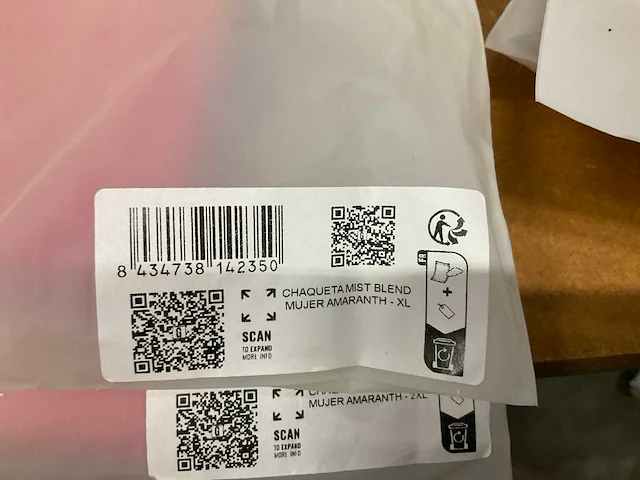 8 434738 142350
CHAQUETA MIST BLEND
MUJER AMARANTH - XL
SCAN
TO EXPAND
MORE INFO
FR
+
MUJER AMARANTH - 2XL
SCAN
TO EXPAND
MORE INFO